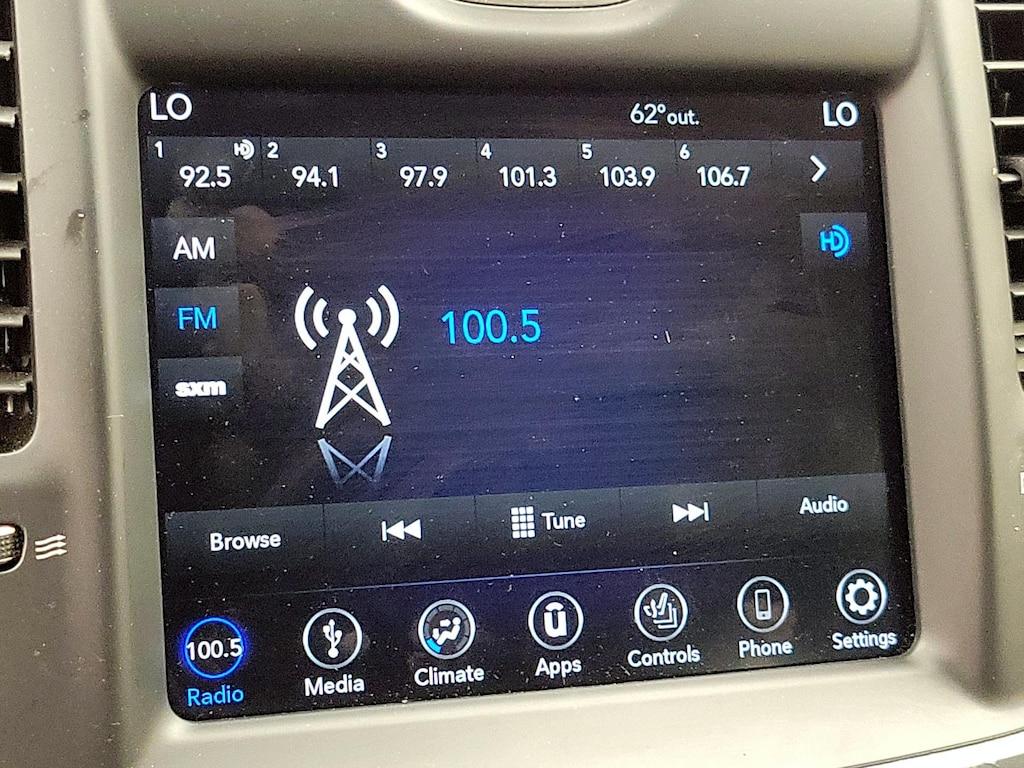 LO 62° out. LO
1 HD 2 3 4 5 6
92.5 94.1 97.9 101.3 103.9 106.7
AM HD
FM 100.5
sxm
Browse Tune Audio
100.5
Radio Media Climate Apps Controls Phone Settings